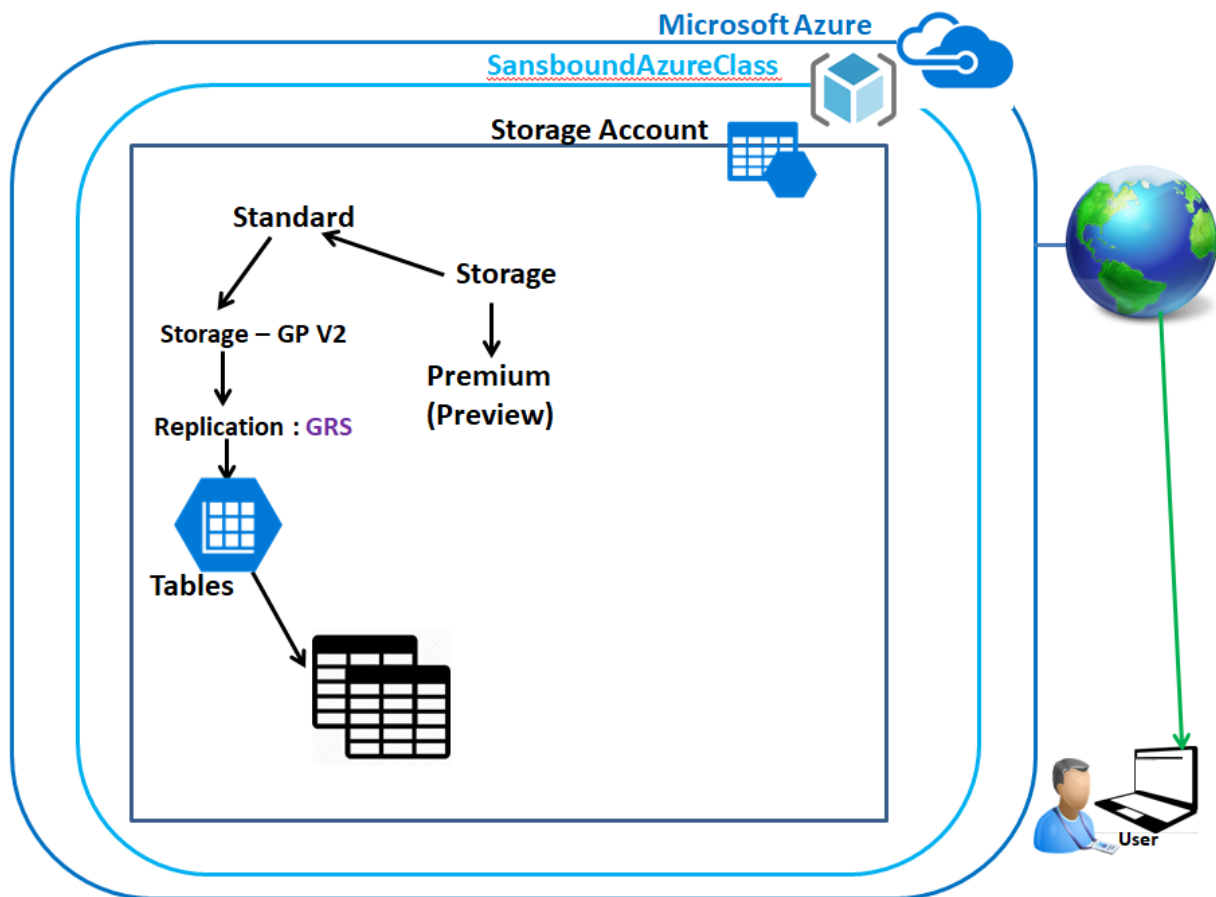 Microsoft Azure
SansboundAzureClass
Storage Account
Standard
Storage
Storage – GP V2
Premium
(Preview)
Replication : GRS
Tables
User